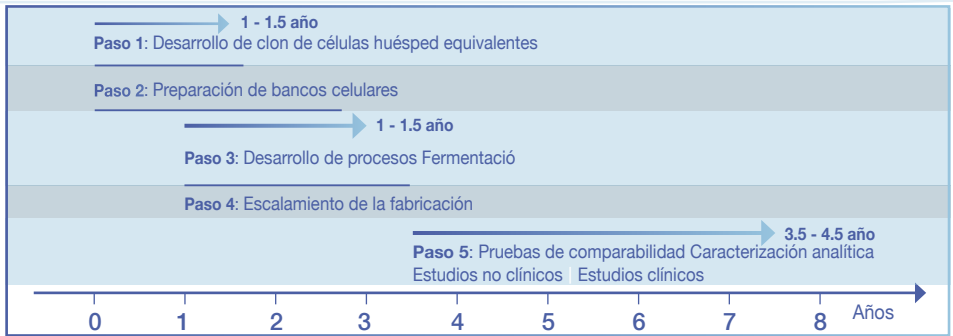 1 - 1.5 año
Paso 1: Desarrollo de clon de células huésped equivalentes
Paso 2: Preparación de bancos celulares
1 - 1.5 año
Paso 3: Desarrollo de procesos Fermentació
Paso 4: Escalamiento de la fabricación
3.5 - 4.5 año
Paso 5: Pruebas de comparabilidad Caracterización analítica
Estudios no clínicos | Estudios clínicos
0 1 2 3 4 5 6 7 8 Años